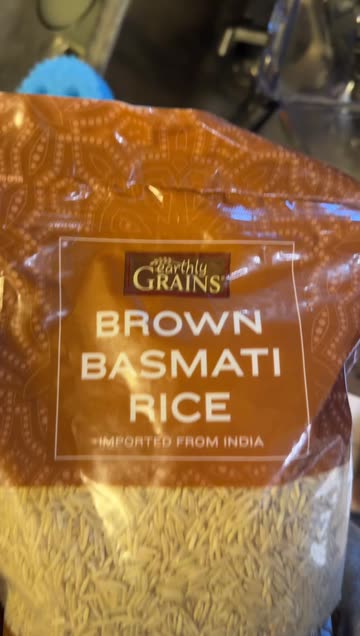 earthly
GRAINS®
BROWN
BASMATI
RICE
IMPORTED FROM INDIA